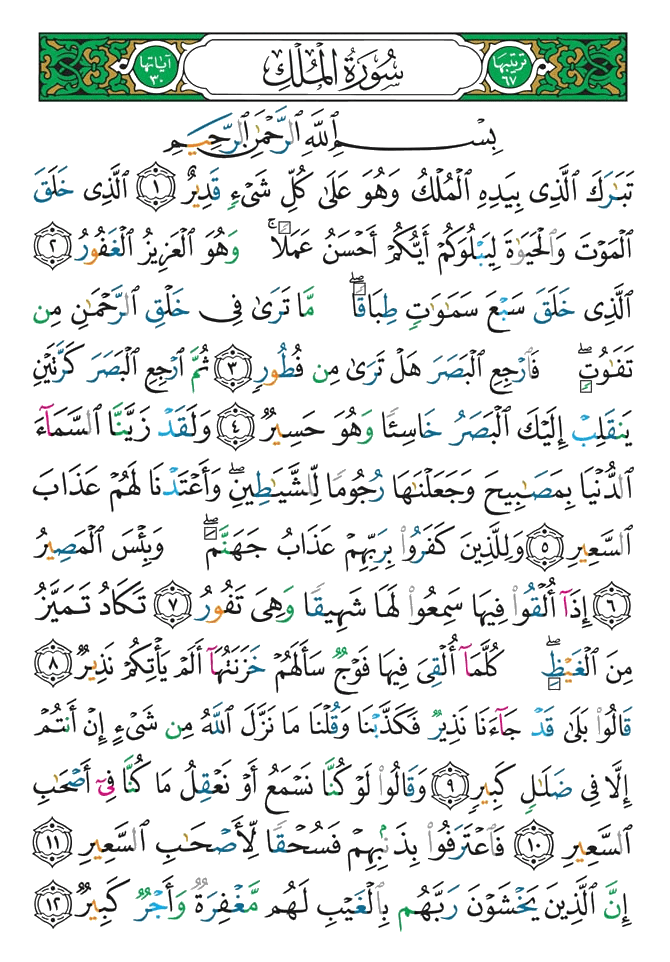 ترتيبها ٦٧ سُورَةُ الْمُلْكِ آياتها ٣٠
بِسْمِ ٱللَّهِ ٱلرَّحْمَٰنِ ٱلرَّحِيمِ
تَبَٰرَكَ ٱلَّذِى بِيَدِهِ ٱلْمُلْكُ وَهُوَ عَلَىٰ كُلِّ شَىْءٍ قَدِيرٌ ١ ٱلَّذِى خَلَقَ
ٱلْمَوْتَ وَٱلْحَيَوٰةَ لِيَبْلُوَكُمْ أَيُّكُمْ أَحْسَنُ عَمَلًا ۚ وَهُوَ ٱلْعَزِيزُ ٱلْغَفُورُ ٢
ٱلَّذِى خَلَقَ سَبْعَ سَمَٰوَٰتٍ طِبَاقًا ۖ مَّا تَرَىٰ فِى خَلْقِ ٱلرَّحْمَٰنِ مِن
تَفَٰوُتٍ ۖ فَٱرْجِعِ ٱلْبَصَرَ هَلْ تَرَىٰ مِن فُطُورٍ ٣ ثُمَّ ٱرْجِعِ ٱلْبَصَرَ كَرَّتَيْنِ
يَنقَلِبْ إِلَيْكَ ٱلْبَصَرُ خَاسِئًا وَهُوَ حَسِيرٌ ٤ وَلَقَدْ زَيَّنَّا ٱلسَّمَآءَ
ٱلدُّنْيَا بِمَصَٰبِيحَ وَجَعَلْنَٰهَا رُجُومًا لِّلشَّيَٰطِينِ ۖ وَأَعْتَدْنَا لَهُمْ عَذَابَ
ٱلسَّعِيرِ ٥ وَلِلَّذِينَ كَفَرُوا۟ بِرَبِّهِمْ عَذَابُ جَهَنَّمَ ۖ وَبِئْسَ ٱلْمَصِيرُ
٦ إِذَآ أُلْقُوا۟ فِيهَا سَمِعُوا۟ لَهَا شَهِيقًا وَهِىَ تَفُورُ ٧ تَكَادُ تَمَيَّزُ
مِنَ ٱلْغَيْظِ ۖ كُلَّمَآ أُلْقِىَ فِيهَا فَوْجٌ سَأَلَهُمْ خَزَنَتُهَآ أَلَمْ يَأْتِكُمْ نَذِيرٌ ٨
قَالُوا۟ بَلَىٰ قَدْ جَآءَنَا نَذِيرٌ فَكَذَّبْنَا وَقُلْنَا مَا نَزَّلَ ٱللَّهُ مِن شَىْءٍ إِنْ أَنتُمْ
إِلَّا فِى ضَلَٰلٍ كَبِيرٍ ٩ وَقَالُوا۟ لَوْ كُنَّا نَسْمَعُ أَوْ نَعْقِلُ مَا كُنَّا فِىٓ أَصْحَٰبِ
ٱلسَّعِيرِ ١٠ فَٱعْتَرَفُوا۟ بِذَنۢبِهِمْ فَسُحْقًا لِّأَصْحَٰبِ ٱلسَّعِيرِ ١١
إِنَّ ٱلَّذِينَ يَخْشَوْنَ رَبَّهُم بِٱلْغَيْبِ لَهُم مَّغْفِرَةٌ وَأَجْرٌ كَبِيرٌ ١٢